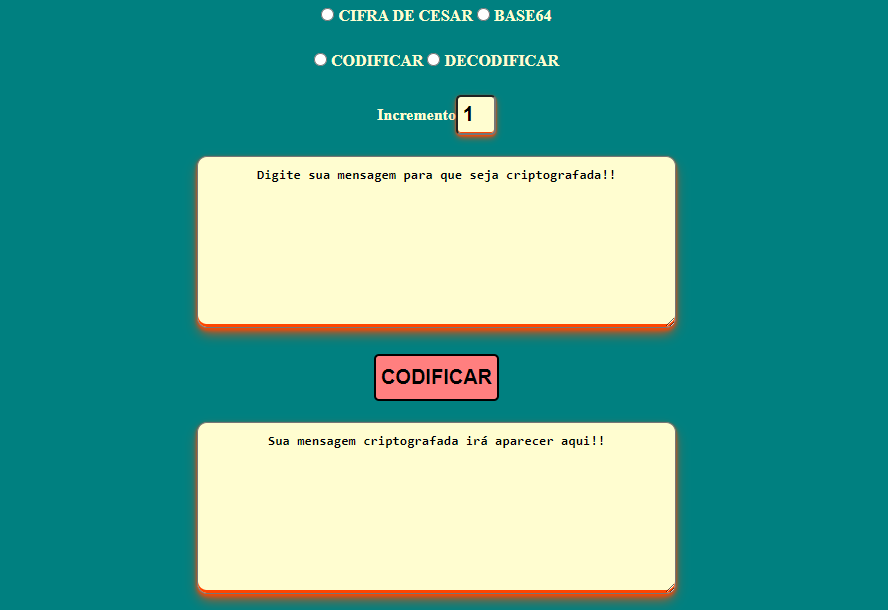 CIFRA DE CESAR BASE64
CODIFICAR DECODIFICAR
Incremento 1
Digite sua mensagem para que seja criptografada!!
CODIFICAR
Sua mensagem criptografada irá aparecer aqui!!